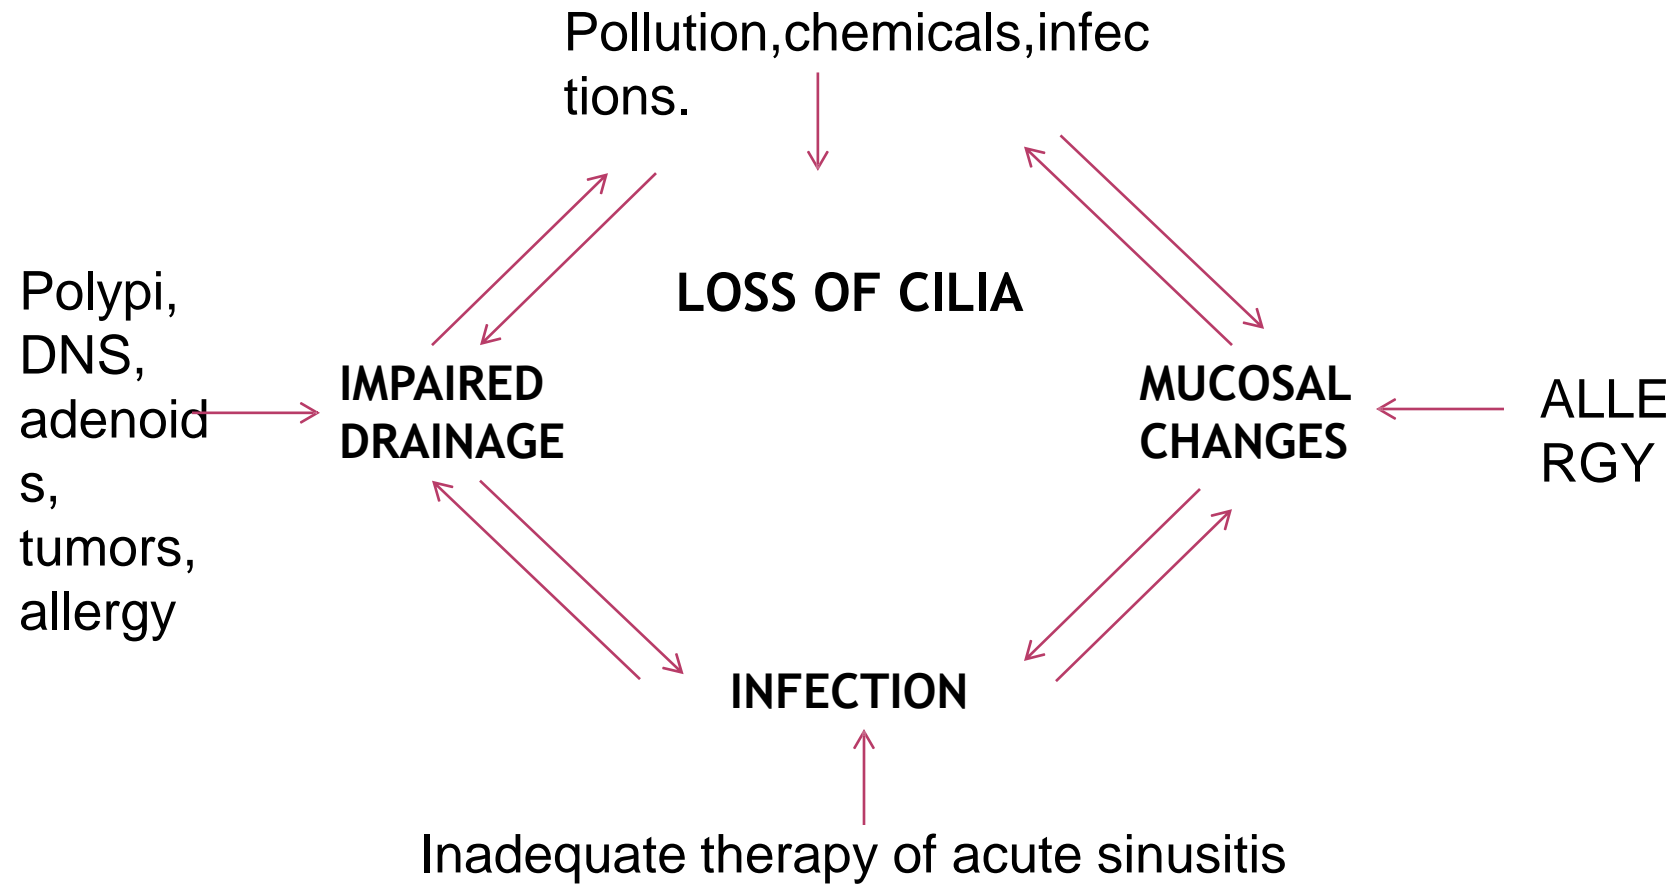 Pollution,chemicals,infec
tions.
LOSS OF CILIA
Polypi,
DNS,
adenoid
s,
tumors,
allergy
IMPAIRED
DRAINAGE
MUCOSAL
CHANGES
ALLE
RGY
INFECTION
Inadequate therapy of acute sinusitis